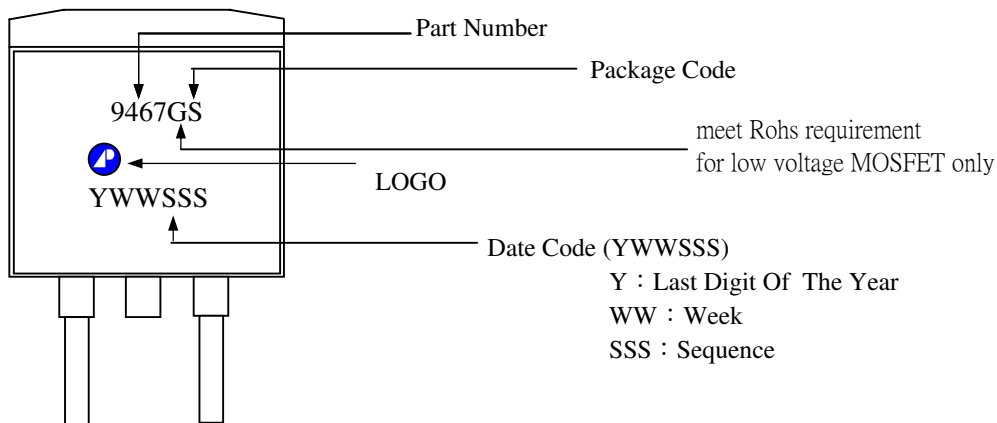 Part Number
Package Code
9467GS
meet Rohs requirement
for low voltage MOSFET only
LOGO
YWWSSS
Date Code (YWWSSS)
Y：Last Digit Of The Year
WW：Week
SSS：Sequence